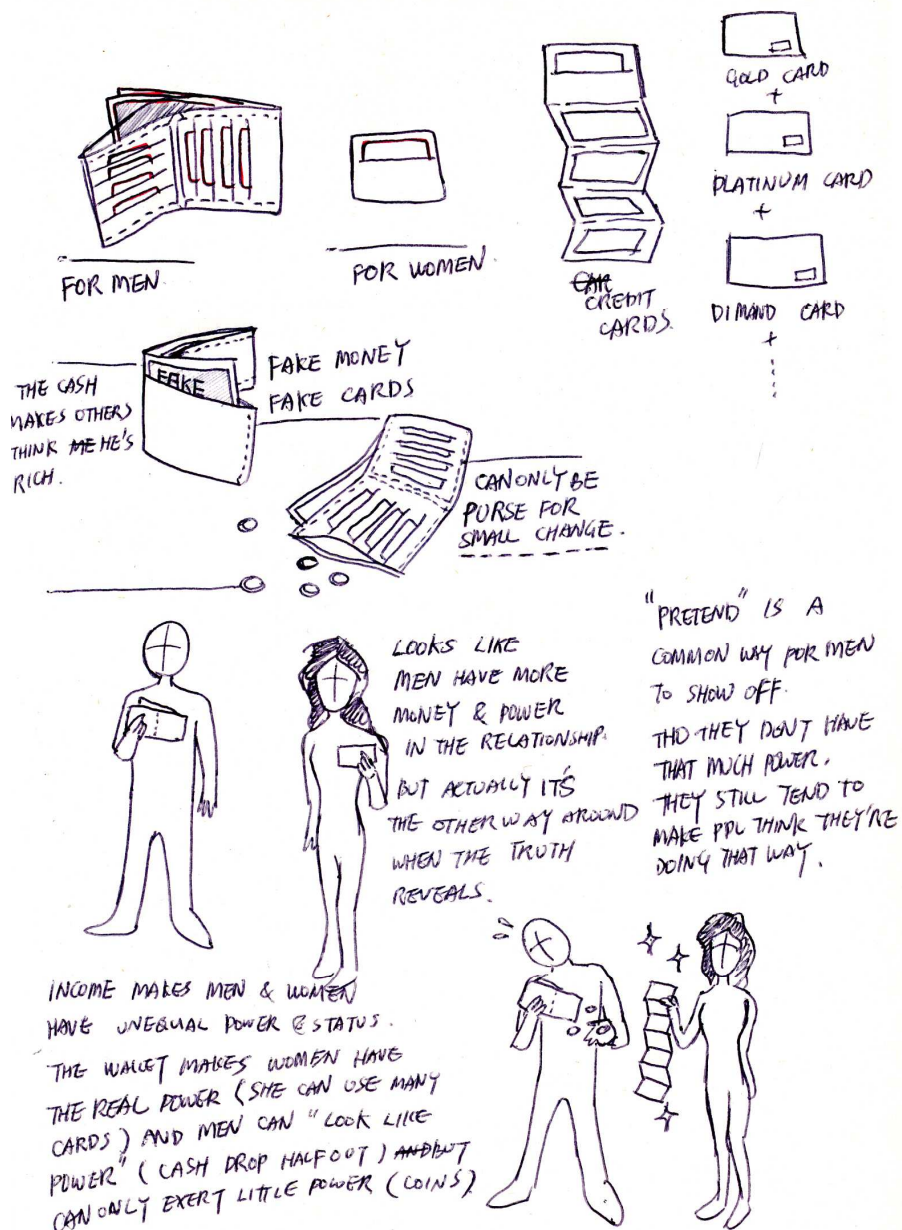 FOR MEN.
FOR WOMEN.
CREDIT
CARDS.
GOLD CARD
+
PLATINUM CARD
+
DIMAND CARD
+
THE CASH
MAKES OTHERS
THINK ME HE'S
RICH.
FAKE
FAKE MONEY
FAKE CARDS
CAN ONLY BE
PURSE FOR
SMALL CHANGE.
LOOKS LIKE
MEN HAVE MORE
MONEY & POWER
IN THE RELATIONSHIP.
BUT ACTUALLY IT'S
THE OTHER WAY AROUND
WHEN THE TRUTH
REVEALS.
"PRETEND" IS A
COMMON WAY FOR MEN
TO SHOW OFF.
THO THEY DON'T HAVE
THAT MUCH POWER.
THEY STILL TEND TO
MAKE PPL THINK THEY'RE
DOING THAT WAY.
INCOME MAKES MEN & WOMEN
HAVE UNEQUAL POWER & STATUS.
THE WALLET MAKES WOMEN HAVE
THE REAL POWER (SHE CAN USE MANY
CARDS) AND MEN CAN "LOOK LIKE
POWER" (CASH DROP HALF OUT) AND BUT
CAN ONLY EXERT LITTLE POWER (COINS)